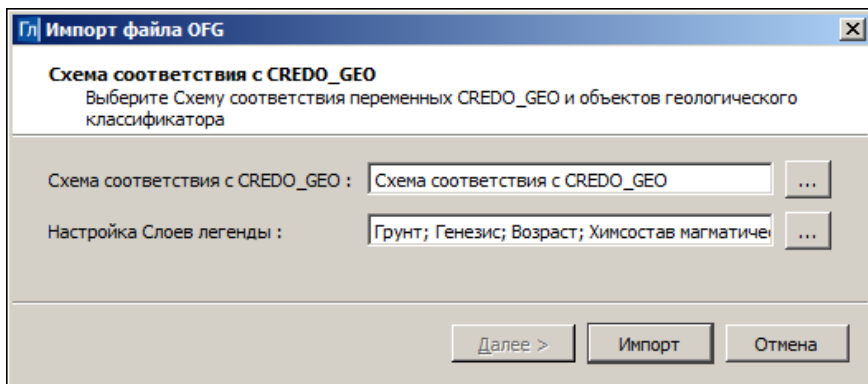 Гл Импорт файла OFG
Схема соответствия с CREDO_GEO
Выберите Схему соответствия переменных CREDO_GEO и объектов геологического
классификатора
Схема соответствия с CREDO_GEO : Схема соответствия с CREDO_GEO ...
Настройка Слоев легенды : Грунт; Генезис; Возраст; Химсостав магматичес ...
Далее > Импорт Отмена